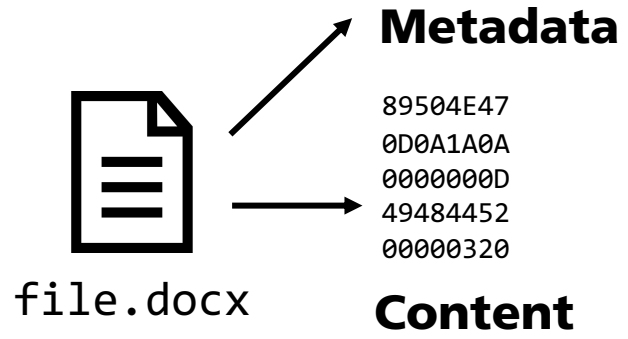 Metadata
89504E47
0D0A1A0A
0000000D
49484452
00000320
file.docx
Content